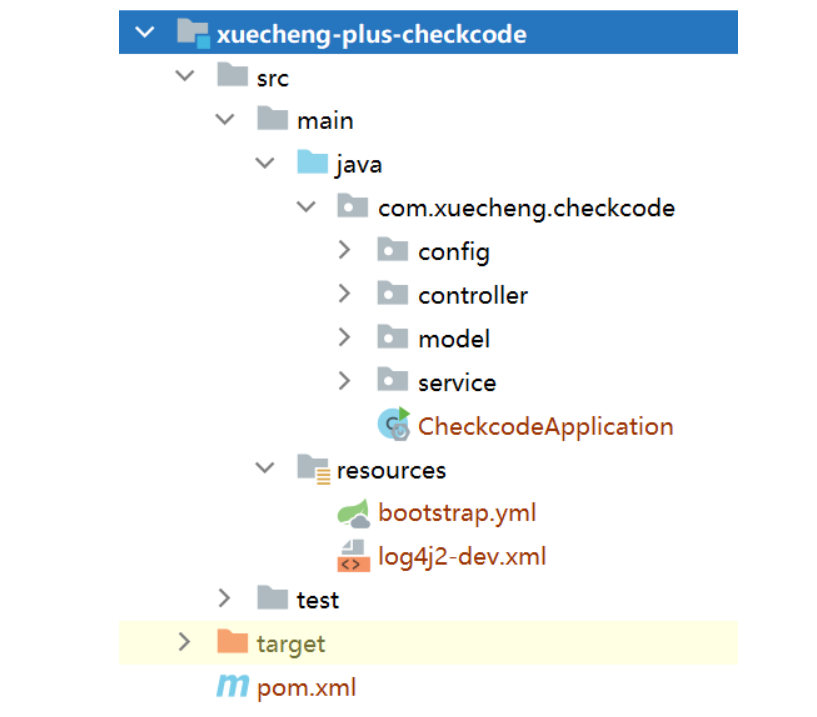 xuecheng-plus-checkcode
src
main
java
com.xuecheng.checkcode
config
controller
model
service
CheckcodeApplication
resources
bootstrap.yml
log4j2-dev.xml
test
target
pom.xml